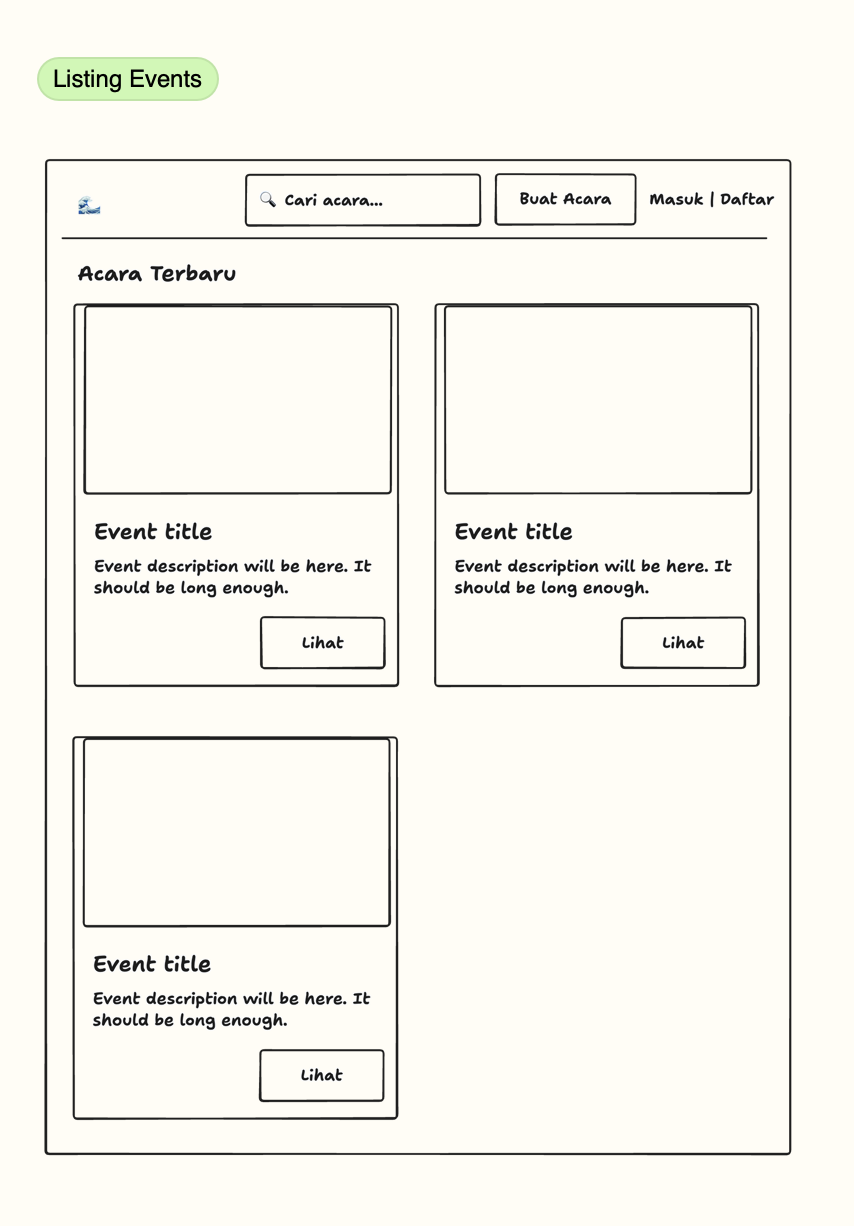 Listing Events
🌊
🔍 Cari acara...
Buat Acara
Masuk | Daftar
Acara Terbaru
Event title
Event description will be here. It
should be long enough.
Lihat
Event title
Event description will be here. It
should be long enough.
Lihat
Event title
Event description will be here. It
should be long enough.
Lihat